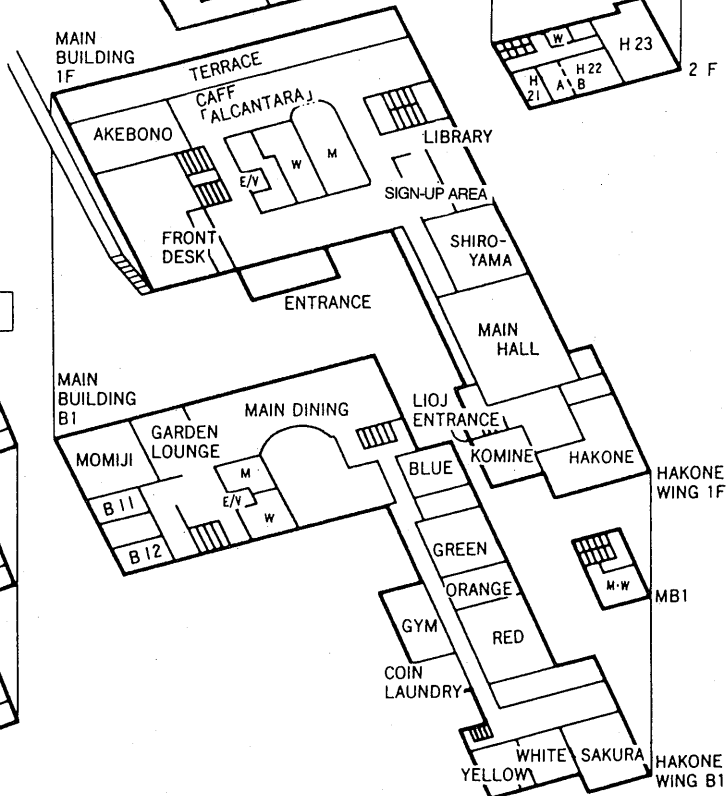 MAIN
BUILDING
1F
TERRACE
CAFF
「ALCANTARA」
AKEBONO
E/V
W
M
LIBRARY
SIGN-UP AREA
FRONT
DESK
SHIRO-
YAMA
ENTRANCE
MAIN
HALL
W
H 23
H
21
A
H 22
B
2 F
MAIN
BUILDING
B1
MAIN DINING
GARDEN
LOUNGE
MOMIJI
B 11
B 12
M
E/V
W
LIOJ
ENTRANCE
KOMINE
HAKONE
HAKONE
WING 1F
BLUE
GREEN
ORANGE
RED
GYM
COIN
LAUNDRY
M·W
MB1
YELLOW
WHITE
SAKURA
HAKONE
WING B1